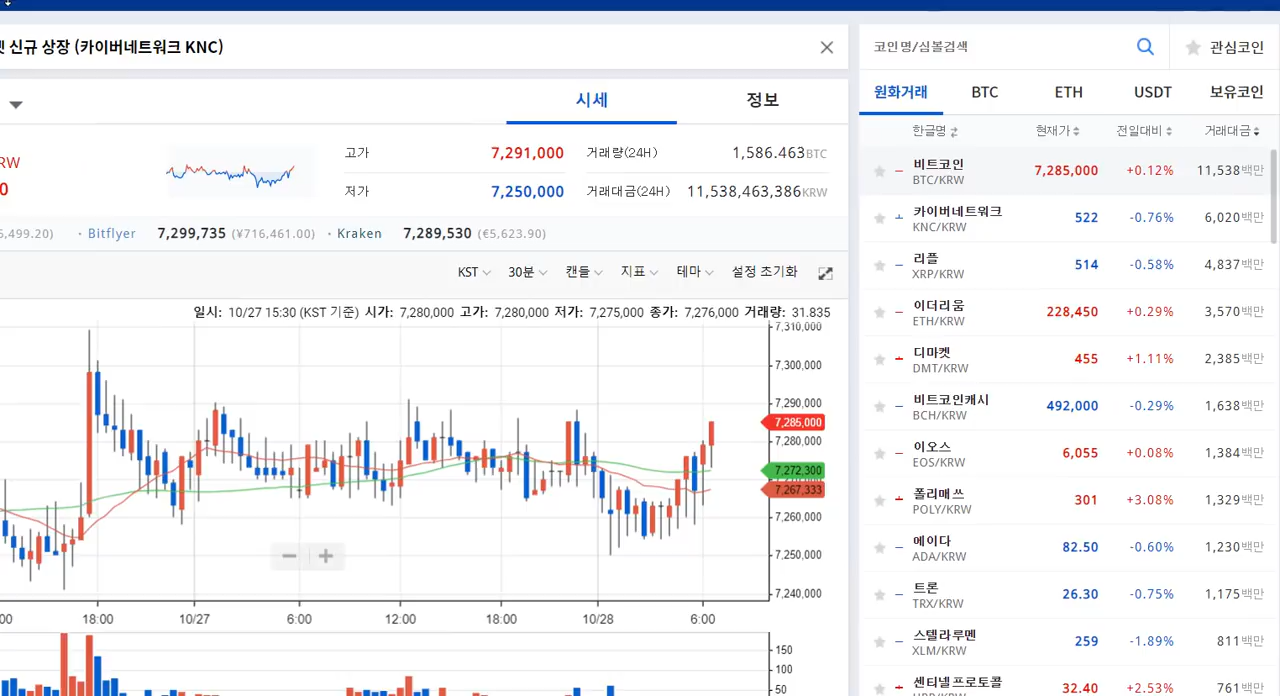 신규 상장 (카이버네트워크 KNC)
코인명/심볼검색
관심코인
시세 정보
원화거래 BTC ETH USDT 보유코인
한글명 현재가 전일대비 거래대금
RW
0
고가 7,291,000 거래량(24H) 1,586.463BTC
저가 7,250,000 거래대금(24H) 11,538,463,386KRW
6,499.20) · Bitflyer 7,299,735 (¥716,461.00) · Kraken 7,289,530 (€5,623.90)
KST 30분 캔들 지표 테마 설정 초기화
일시: 10/27 15:30 (KST 기준) 시가: 7,280,000 고가: 7,280,000 저가: 7,275,000 종가: 7,276,000 거래량: 31.835
7,310,000
7,300,000
7,290,000
7,285,000
7,280,000
7,272,300
7,267,333
7,260,000
7,250,000
7,240,000
00 18:00 10/27 6:00 12:00 18:00 10/28 6:00
150
100
50
비트코인 7,285,000 +0.12% 11,538백만
BTC/KRW
카이버네트워크 522 -0.76% 6,020백만
KNC/KRW
리플 514 -0.58% 4,837백만
XRP/KRW
이더리움 228,450 +0.29% 3,570백만
ETH/KRW
디마켓 455 +1.11% 2,385백만
DMT/KRW
비트코인캐시 492,000 -0.29% 1,638백만
BCH/KRW
이오스 6,055 +0.08% 1,384백만
EOS/KRW
폴리매쓰 301 +3.08% 1,329백만
POLY/KRW
에이다 82.50 -0.60% 1,230백만
ADA/KRW
트론 26.30 -0.75% 1,175백만
TRX/KRW
스텔라루멘 259 -1.89% 811백만
XLM/KRW
센티넬프로토콜 32.40 +2.53% 761백만